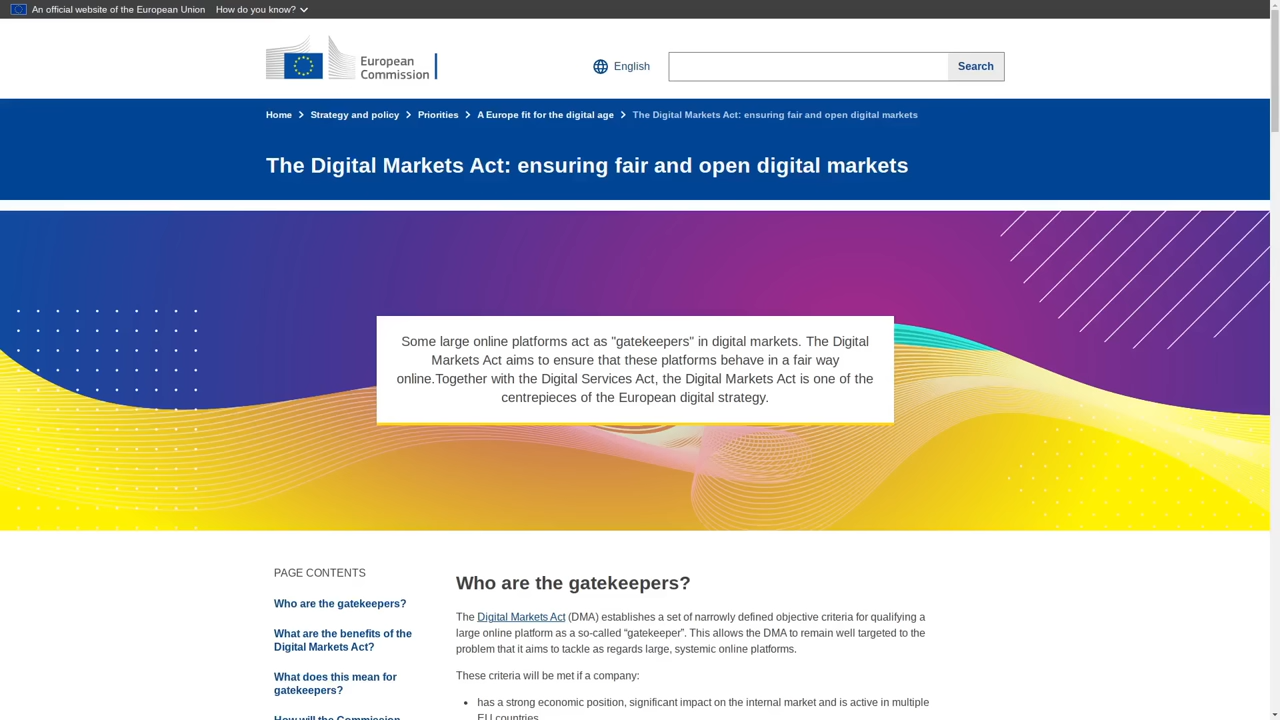 An official website of the European Union How do you know?
European
Commission
English
Search
Home
Strategy and policy
Priorities
A Europe fit for the digital age
The Digital Markets Act: ensuring fair and open digital markets
The Digital Markets Act: ensuring fair and open digital markets
Some large online platforms act as "gatekeepers" in digital markets. The Digital
Markets Act aims to ensure that these platforms behave in a fair way
online.Together with the Digital Services Act, the Digital Markets Act is one of the
centrepieces of the European digital strategy.
PAGE CONTENTS
Who are the gatekeepers?
What are the benefits of the
Digital Markets Act?
What does this mean for
gatekeepers?
How will the Commission
Who are the gatekeepers?
The Digital Markets Act (DMA) establishes a set of narrowly defined objective criteria for qualifying a
large online platform as a so-called “gatekeeper”. This allows the DMA to remain well targeted to the
problem that it aims to tackle as regards large, systemic online platforms.
These criteria will be met if a company:
has a strong economic position, significant impact on the internal market and is active in multiple
EU countries